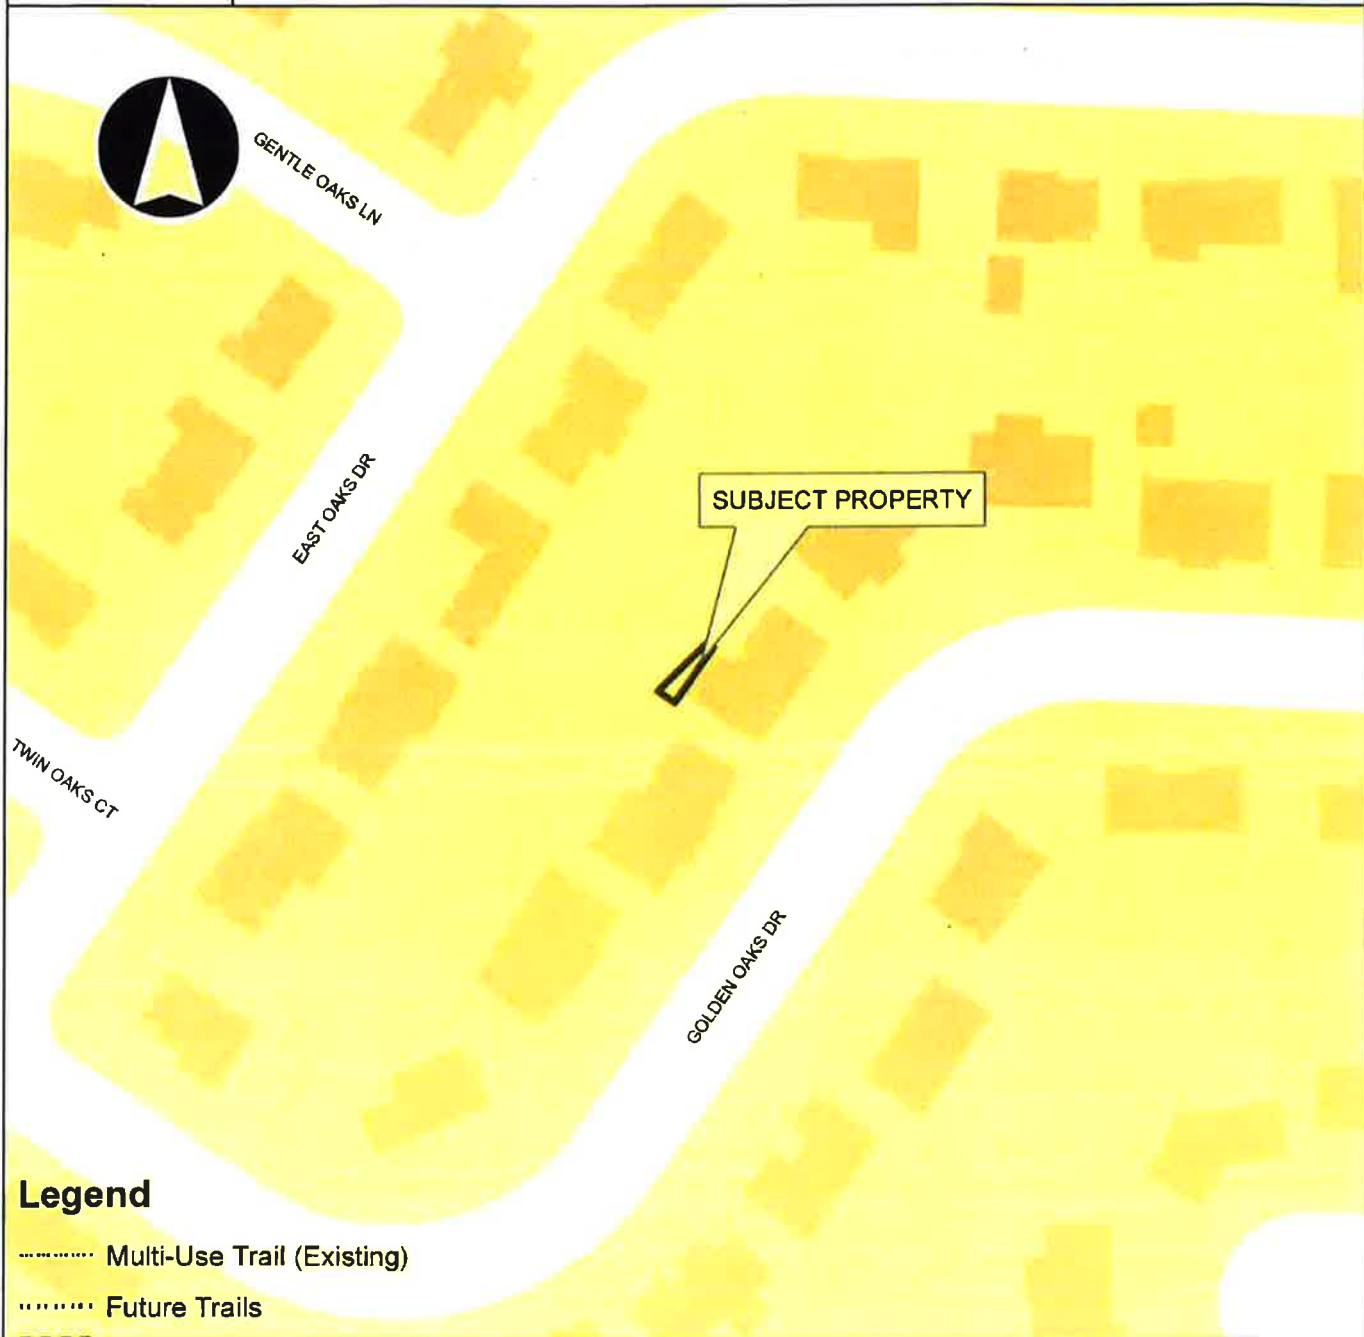 GENTLE OAKS LN
EAST OAKS DR
SUBJECT PROPERTY
TWIN OAKS CT
GOLDEN OAKS DR
Legend
Multi-Use Trail (Existing)
Future Trails